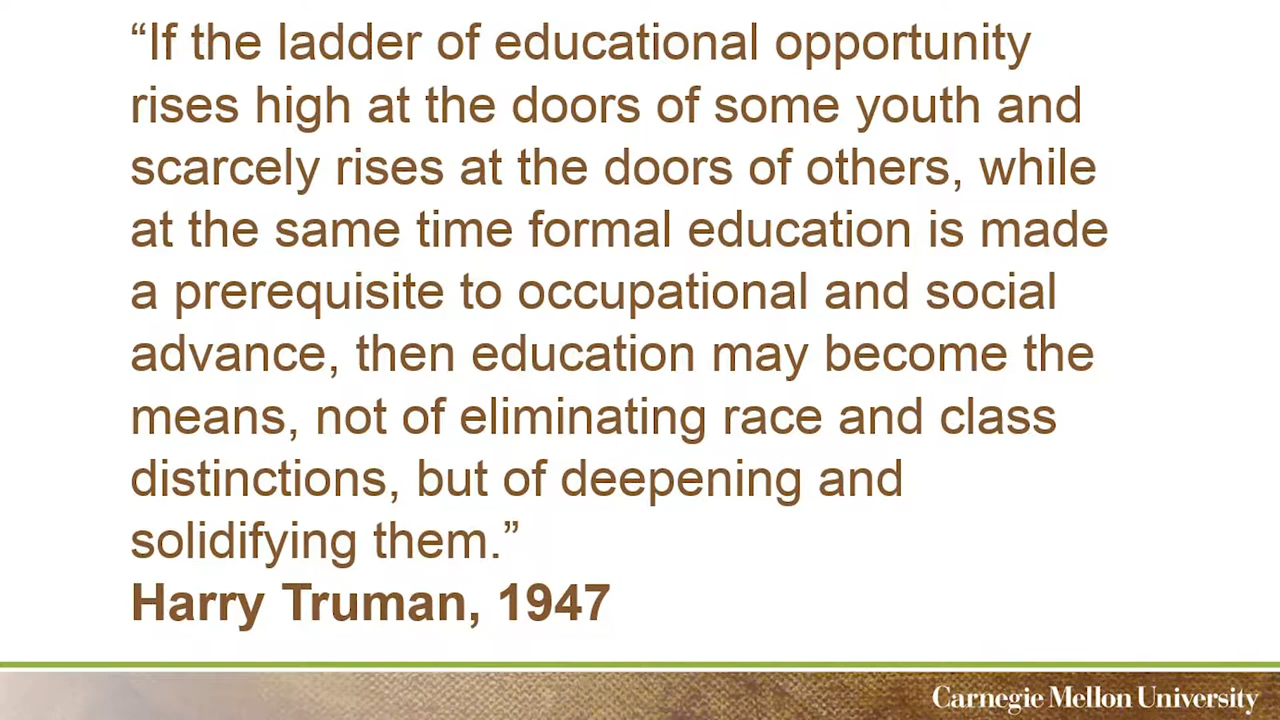 “If the ladder of educational opportunity
rises high at the doors of some youth and
scarcely rises at the doors of others, while
at the same time formal education is made
a prerequisite to occupational and social
advance, then education may become the
means, not of eliminating race and class
distinctions, but of deepening and
solidifying them.”
Harry Truman, 1947
Carnegie Mellon University